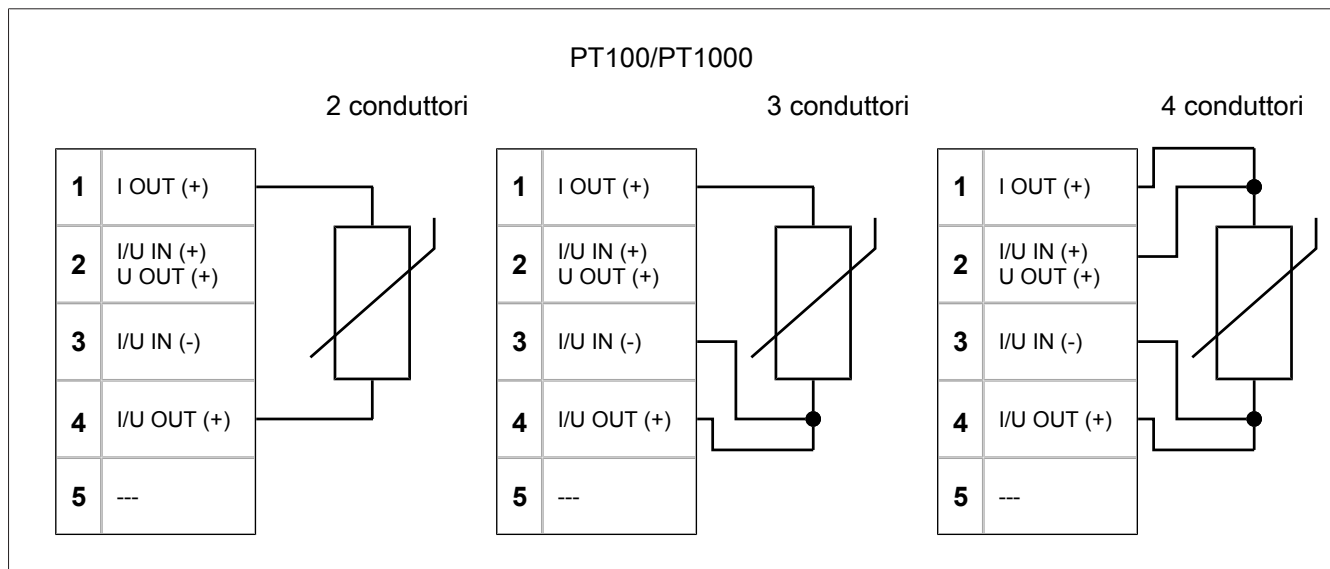 PT100/PT1000
2 conduttori
1 I OUT (+)
2 I/U IN (+)
U OUT (+)
3 I/U IN (-)
4 I/U OUT (+)
5 ---
3 conduttori
1 I OUT (+)
2 I/U IN (+)
U OUT (+)
3 I/U IN (-)
4 I/U OUT (+)
5 ---
4 conduttori
1 I OUT (+)
2 I/U IN (+)
U OUT (+)
3 I/U IN (-)
4 I/U OUT (+)
5 ---